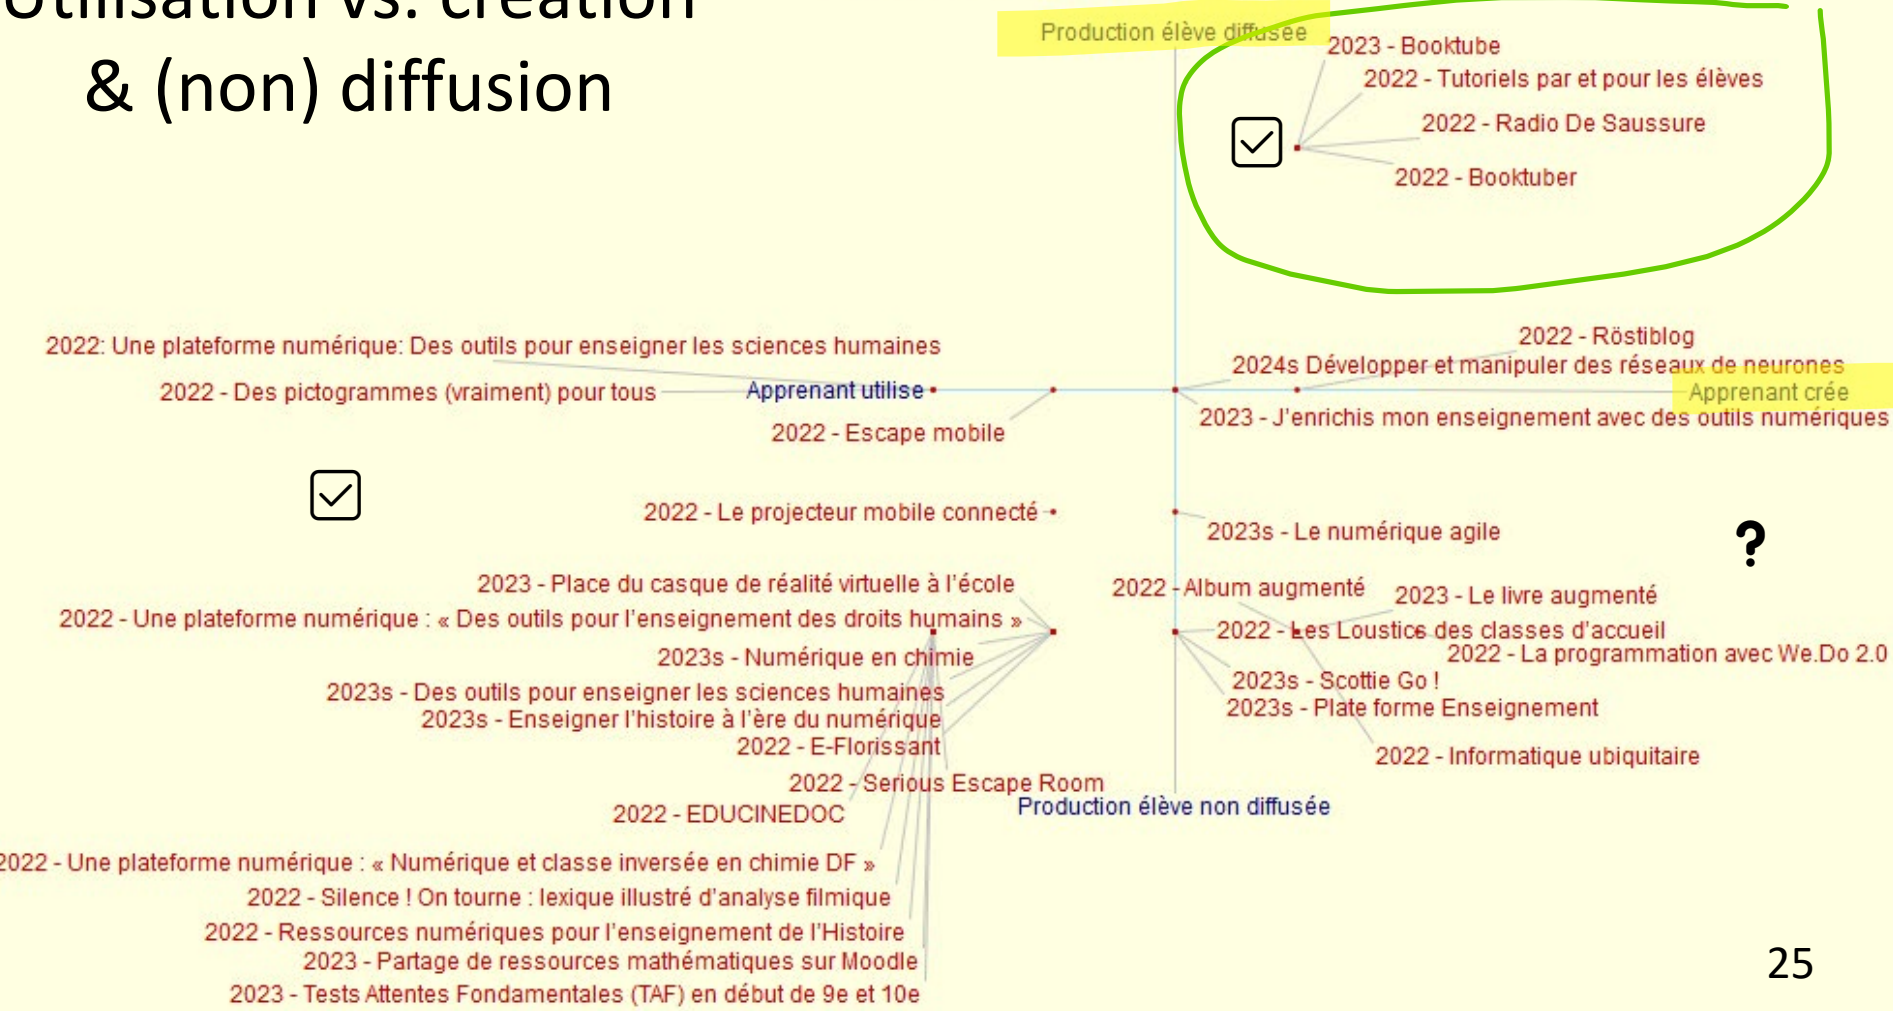 Utilisation vs. création
& (non) diffusion
Production élève diffusée
2023 - Booktube
2022 - Tutoriels par et pour les élèves
2022 - Radio De Saussure
2022 - Booktuber
2022: Une plateforme numérique: Des outils pour enseigner les sciences humaines
2022 - Röstiblog
2024s Développer et manipuler des réseaux de neurones
2022 - Des pictogrammes (vraiment) pour tous
Apprenant utilise
Apprenant crée
2023 - J'enrichis mon enseignement avec des outils numériques
2022 - Escape mobile
2022 - Le projecteur mobile connecté
2023s - Le numérique agile
?
2023 - Place du casque de réalité virtuelle à l'école
2022 - Album augmenté
2023 - Le livre augmenté
2022 - Une plateforme numérique : « Des outils pour l'enseignement des droits humains »
2022 - Les Loustics des classes d'accueil
2023s - Numérique en chimie
2022 - La programmation avec We.Do 2.0
2023s - Des outils pour enseigner les sciences humaines
2023s - Scottie Go !
2023s - Enseigner l'histoire à l'ère du numérique
2023s - Plate forme Enseignement
2022 - E-Florissant
2022 - Informatique ubiquitaire
2022 - Serious Escape Room
Production élève non diffusée
2022 - EDUCINEDOC
2022 - Une plateforme numérique : « Numérique et classe inversée en chimie DF »
2022 - Silence ! On tourne : lexique illustré d'analyse filmique
2022 - Ressources numériques pour l'enseignement de l'Histoire
2023 - Partage de ressources mathématiques sur Moodle
2023 - Tests Attentes Fondamentales (TAF) en début de 9e et 10e
25